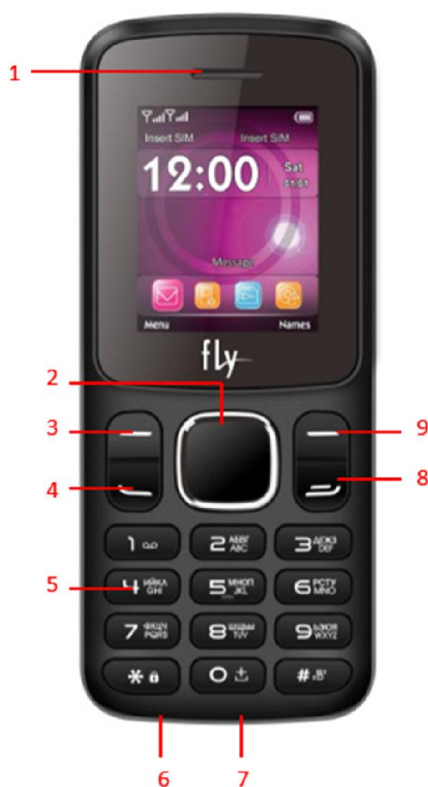 1
Insert SIM Insert SIM
12:00 Sat
01/01
Message
Menu Names
fly
2
3 9
4 8
1 2 АБВГ ABC 3 ДЕЖЗ DEF
5
4 ИЙКЛ GHI 5 МНОП JKL 6 РСТУ MNO
7 ФХЦЧ PQRS 8 ШЩЪЫ TUV 9 ЬЭЮЯ WXYZ
* 0 #
6 7